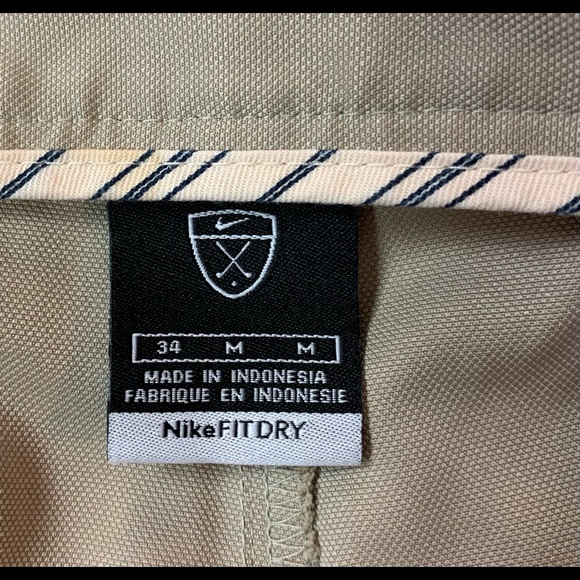 34 M M
MADE IN INDONESIA
FABRIQUE EN INDONESIE
NikeFITDRY